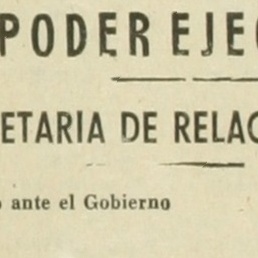 PODER EJEC
ETARIA DE RELAC
o ante el Gobierno